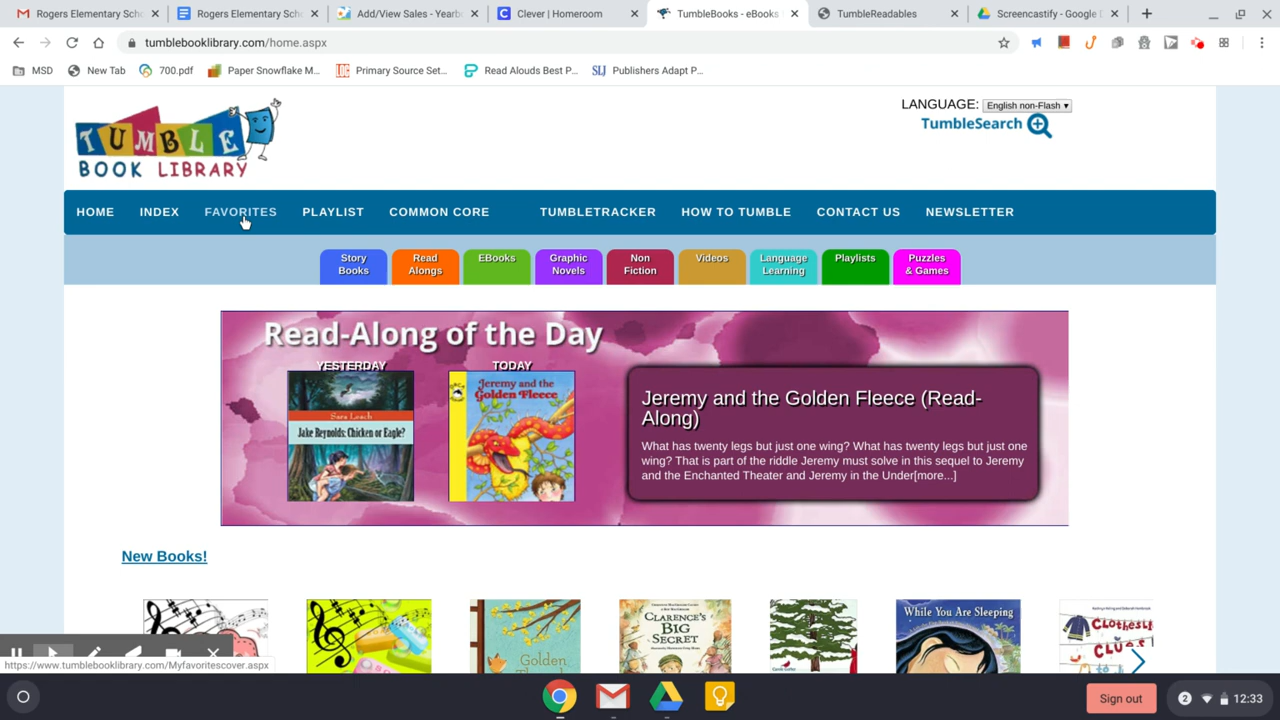 Rogers Elementary Scho
Rogers Elementary Scho
Add/View Sales - Yearb
Clever | Homeroom
TumbleBooks - eBooks
TumbleReadables
Screencastify - Google D
tumblebooklibrary.com/home.aspx
MSD
New Tab
700.pdf
Paper Snowflake M...
Primary Source Set...
Read Alouds Best P...
SLJ
Publishers Adapt P...
TUMBLE
BOOK LIBRARY
LANGUAGE: English non-Flash
TumbleSearch
HOME INDEX FAVORITES PLAYLIST COMMON CORE TUMBLETRACKER HOW TO TUMBLE CONTACT US NEWSLETTER
Story
Books
Read
Alongs
EBooks
Graphic
Novels
Non
Fiction
Videos
Language
Learning
Playlists
Puzzles
& Games
Read-Along of the Day
YESTERDAY
TODAY
Sara Leach
Jake Reynolds: Chicken or Eagle?
Jeremy and the
Golden Fleece
Jeremy and the Golden Fleece (Read-
Along)
What has twenty legs but just one wing? What has twenty legs but just one
wing? That is part of the riddle Jeremy must solve in this sequel to Jeremy
and the Enchanted Theater and Jeremy in the Under[more...]
New Books!
Golden
CLARENCE'S
BIG
SECRET
While You Are Sleeping
Clothesli
CLUES
https://www.tumblebooklibrary.com/Myfavoritescover.aspx
Sign out
2
12:33